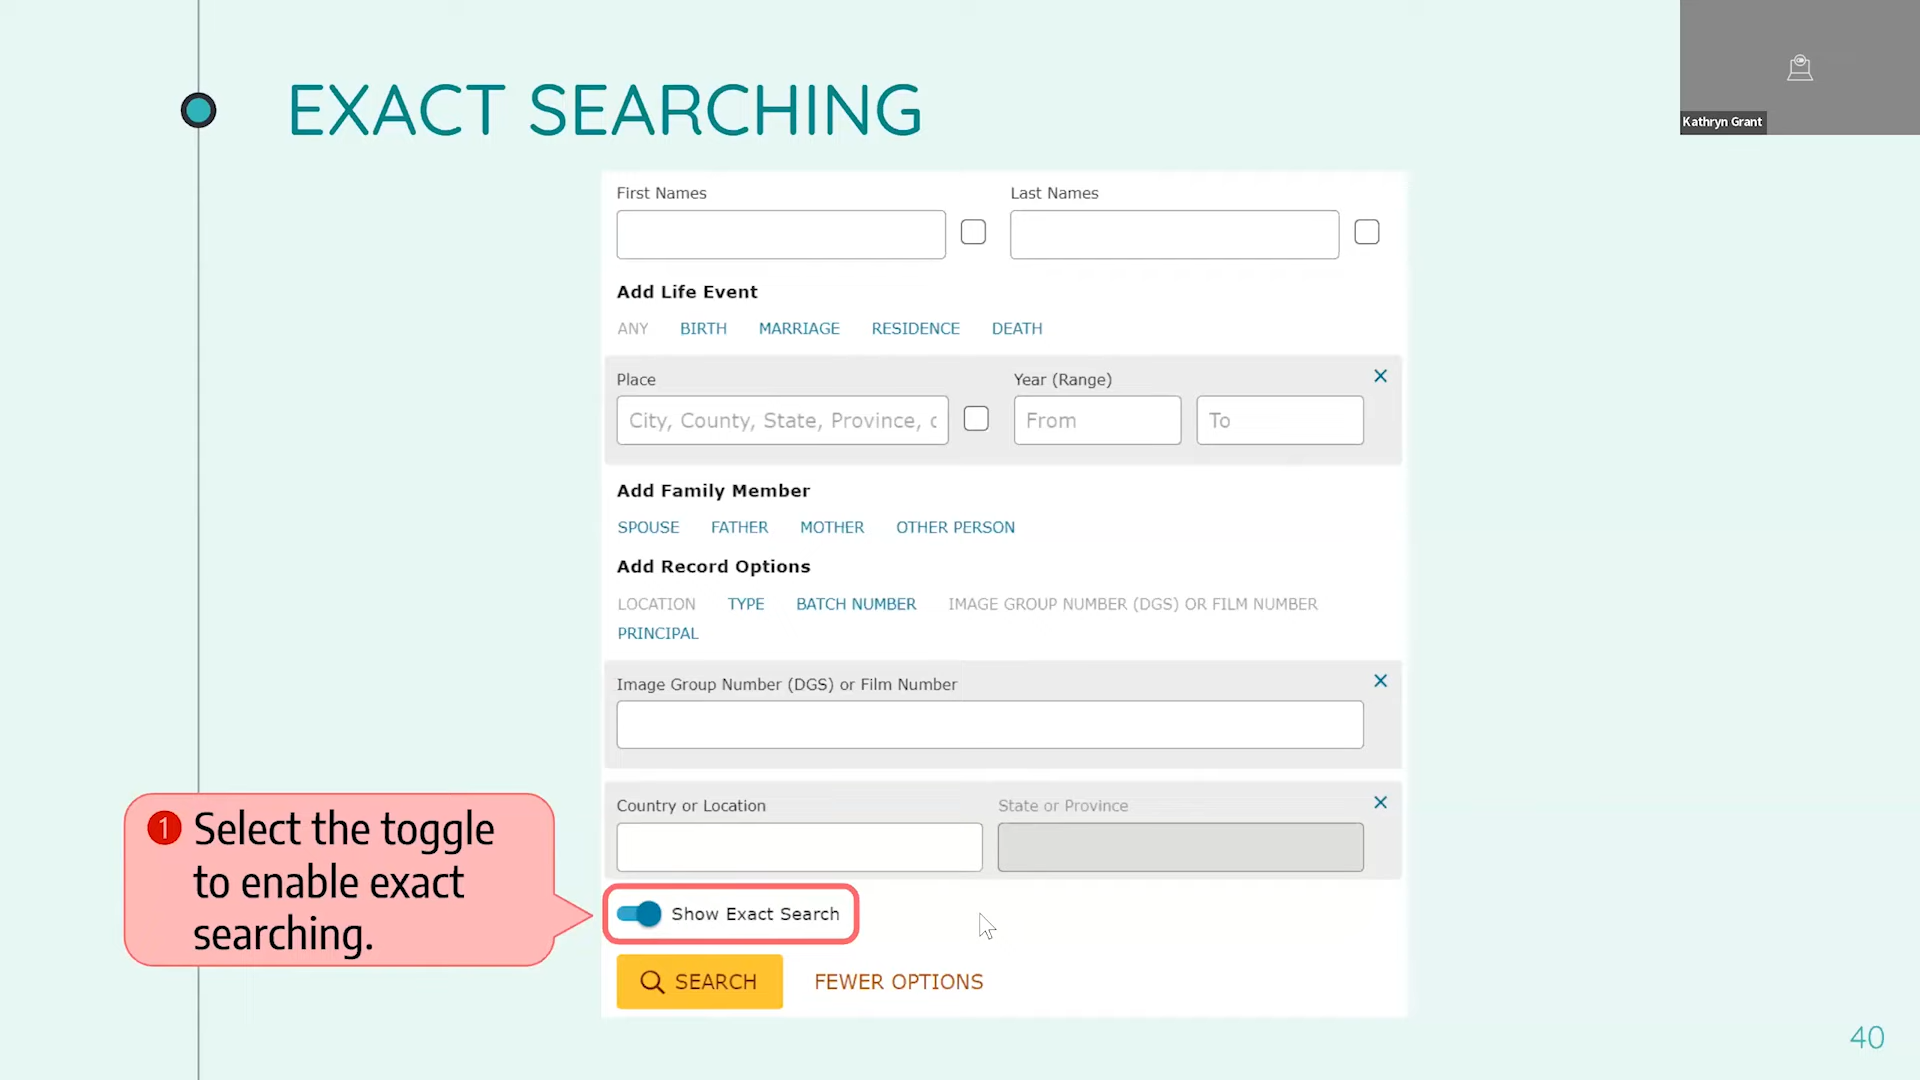 EXACT SEARCHING
Kathryn Grant
First Names Last Names
Add Life Event
ANY BIRTH MARRIAGE RESIDENCE DEATH
Place Year (Range)
City, County, State, Province, c From To
Add Family Member
SPOUSE FATHER MOTHER OTHER PERSON
Add Record Options
LOCATION TYPE BATCH NUMBER IMAGE GROUP NUMBER (DGS) OR FILM NUMBER
PRINCIPAL
Image Group Number (DGS) or Film Number
Country or Location State or Province
1 Select the toggle
to enable exact
searching.
Show Exact Search
SEARCH FEWER OPTIONS
40